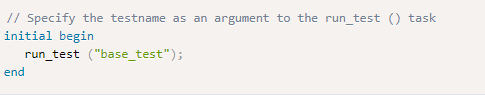 // Specify the testname as an argument to the run_test () task
initial begin
   run_test ("base_test");
end